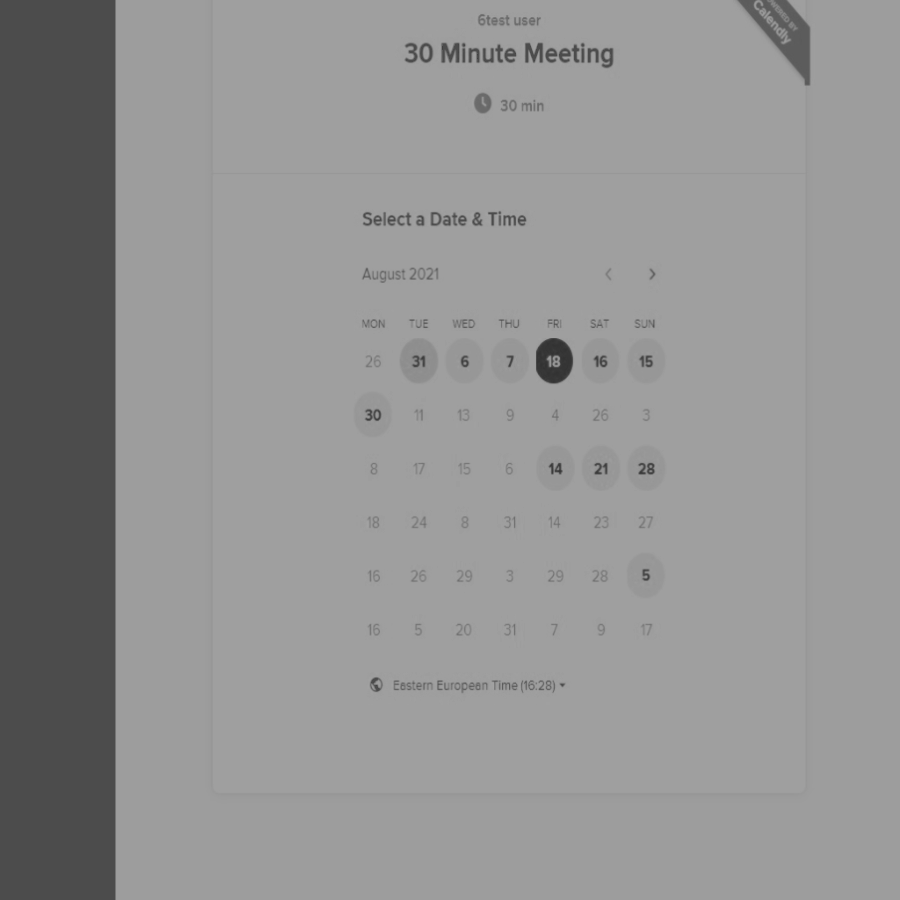 6test user
POWERED BY
Calendly
30 Minute Meeting
30 min
Select a Date & Time
August 2021
MON TUE WED THU FRI SAT SUN
26 31 6 7 18 16 15
30 11 13 9 4 26 3
8 17 15 6 14 21 28
18 24 8 31 14 23 27
16 26 29 3 29 28 5
16 5 20 31 7 9 17
Eastern European Time (16:28)